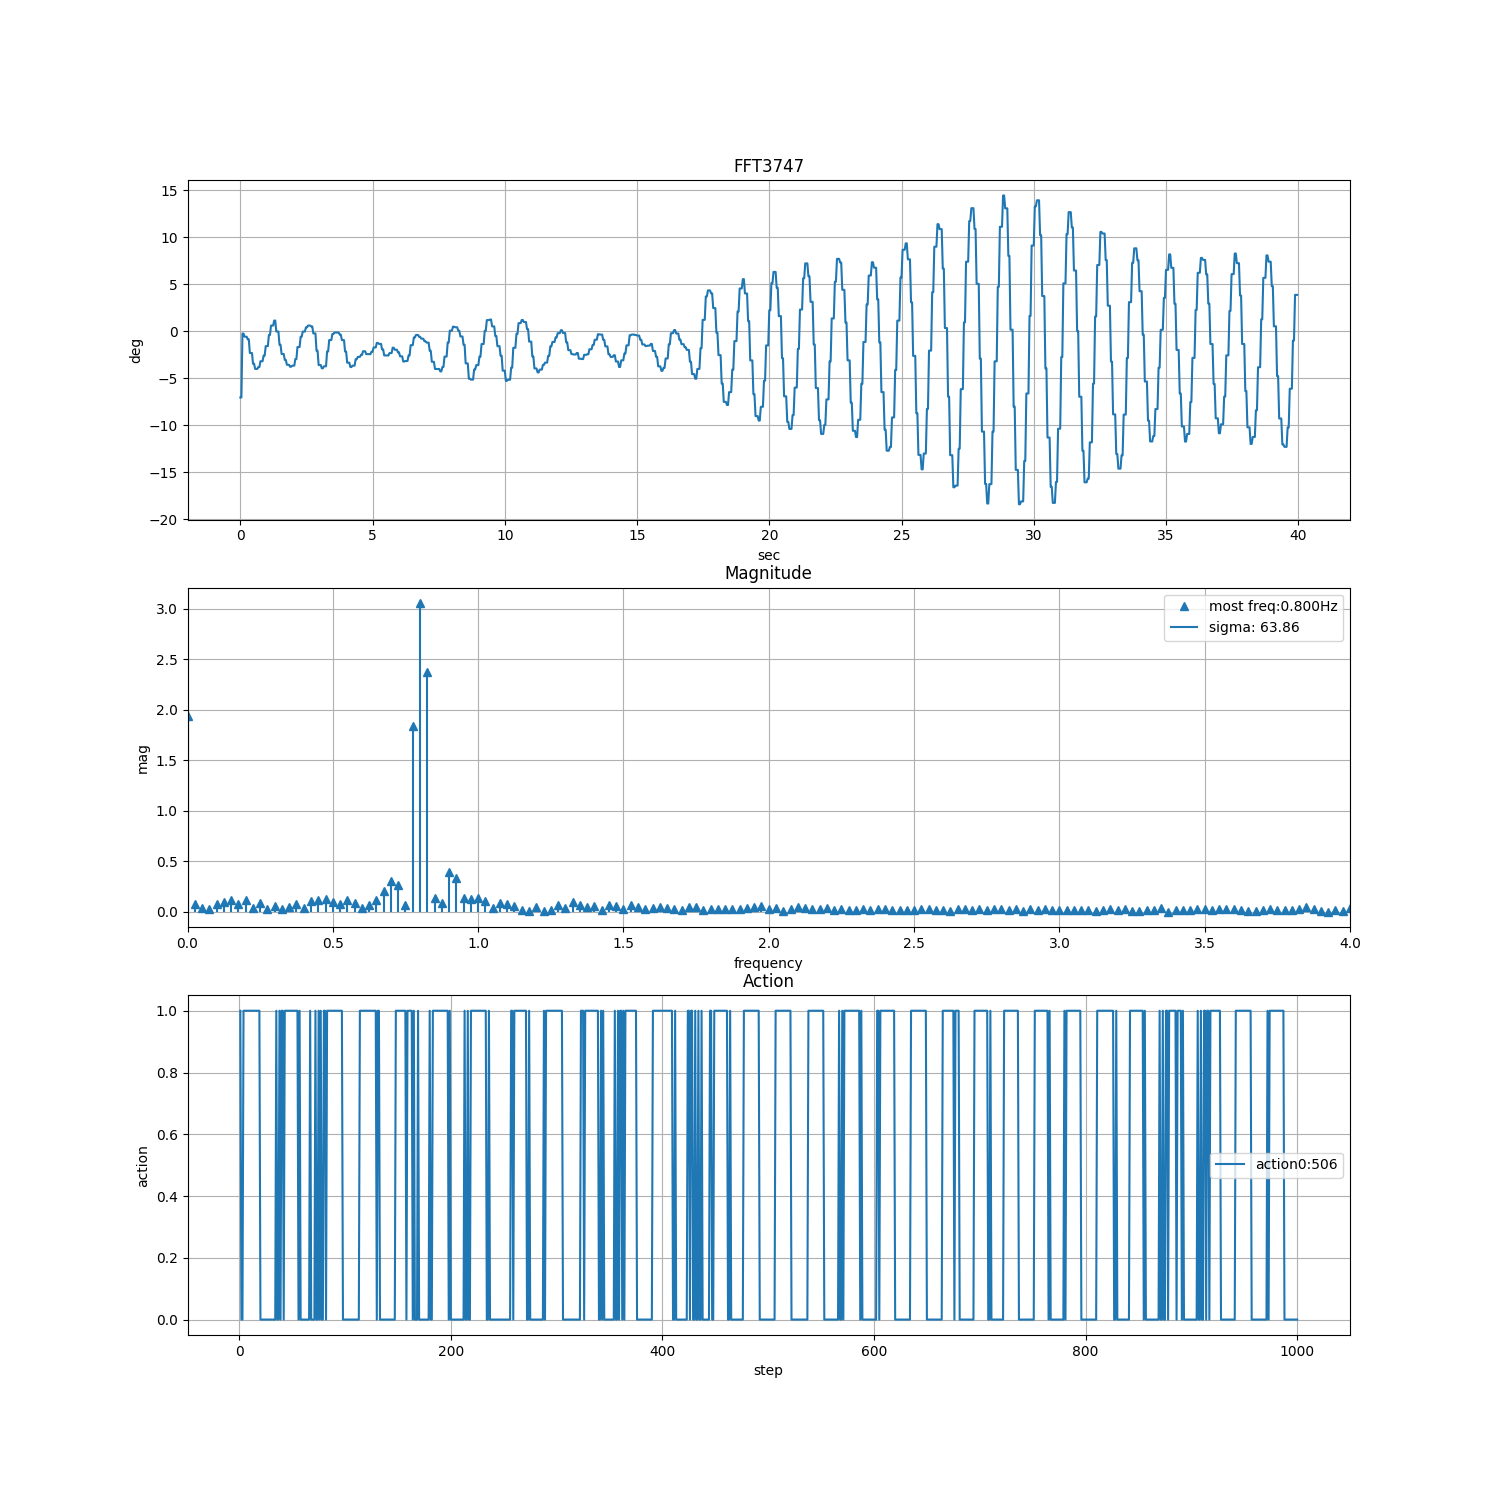 FFT3747
15
10
5
0
−5
−10
−15
−20
deg
0 5 10 15 20 25 30 35 40
sec
Magnitude
most freq:0.800Hz
sigma: 63.86
3.0
2.5
2.0
1.5
1.0
0.5
0.0
mag
0.0 0.5 1.0 1.5 2.0 2.5 3.0 3.5 4.0
frequency
Action
1.0
0.8
0.6
0.4
0.2
0.0
action
action0:506
0 200 400 600 800 1000
step